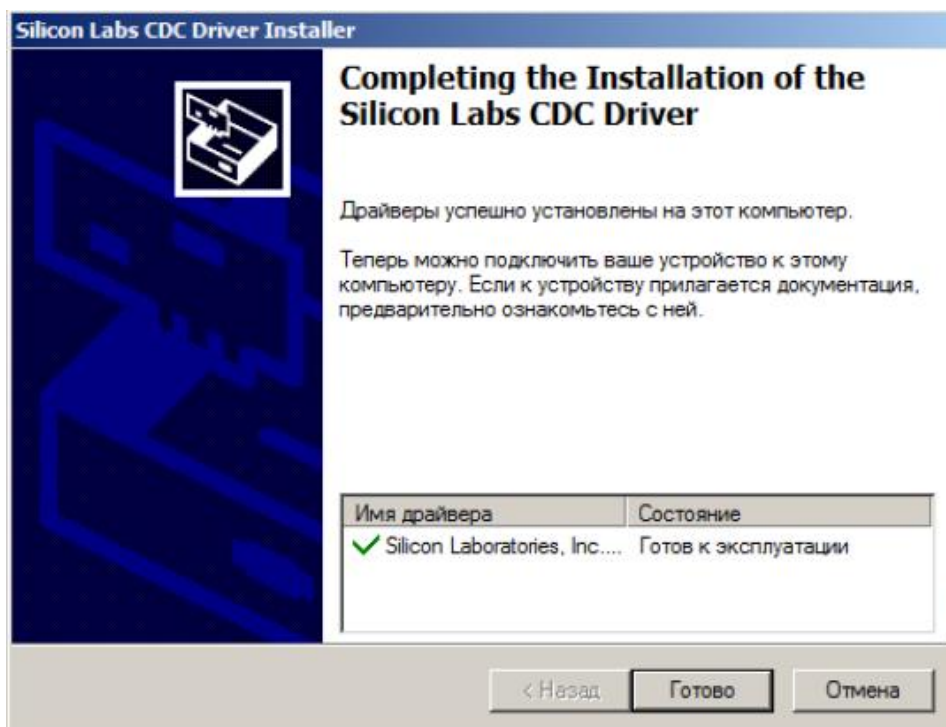 Silicon Labs CDC Driver Installer
Completing the Installation of the
Silicon Labs CDC Driver
Драйверы успешно установлены на этот компьютер.
Теперь можно подключить ваше устройство к этому
компьютеру. Если к устройству прилагается документация,
предварительно ознакомьтесь с ней.
Имя драйвера Состояние
Silicon Laboratories, Inc.... Готов к эксплуатации
< Назад Готово Отмена